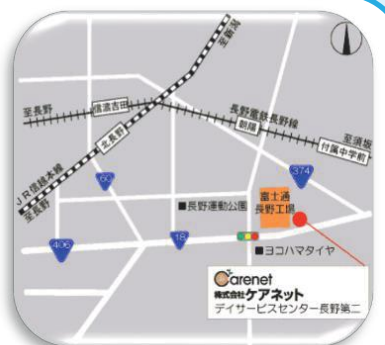 至高崎
至長野
信濃吉田
北長野
長野電鉄長野線
朝陽
至須坂
付属中学前
JR信越本線
至長野
60
374
富士通
長野工場
■長野運動公園
406
18
■ヨコハマタイヤ
Carenet
株式会社ケアネット
デイサービスセンター長野第二